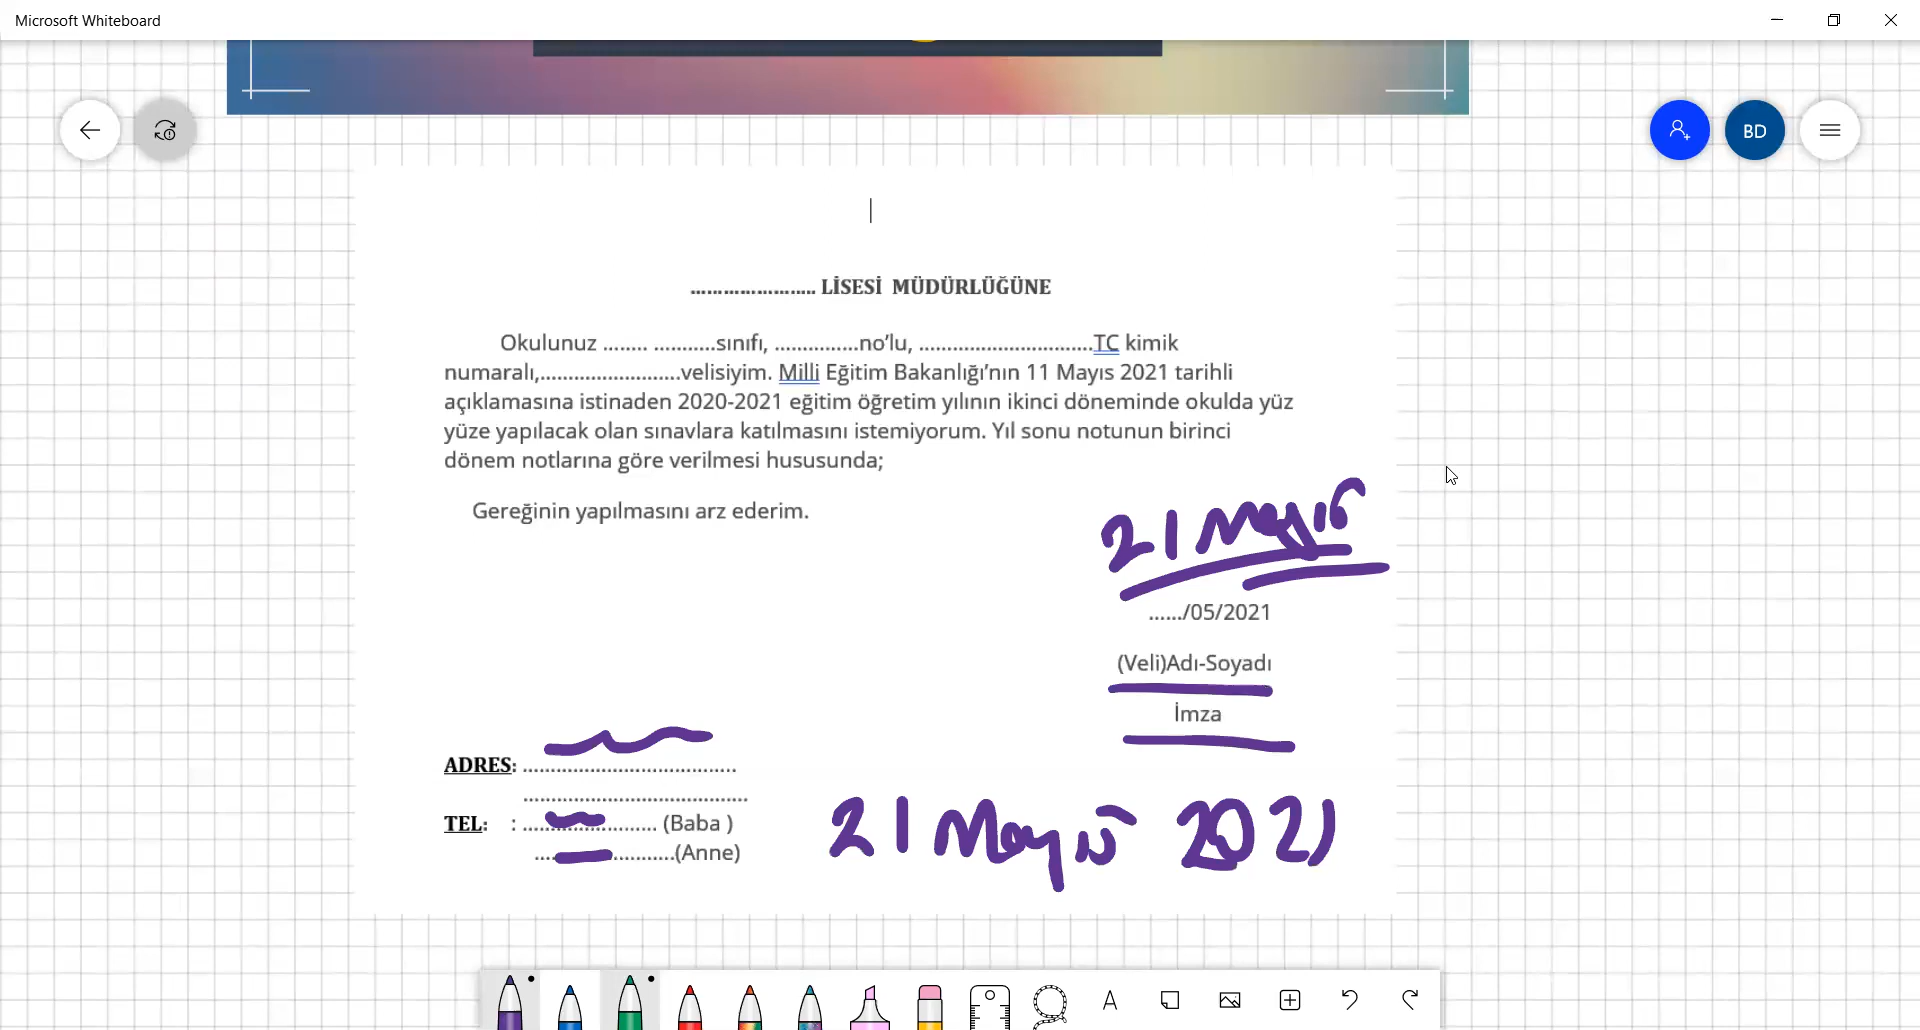 Microsoft Whiteboard
BD
....................... LİSESİ MÜDÜRLÜĞÜNE
Okulunuz ........ ...........sınıfı, ...............no’lu, ...............................TC kimik
numaralı,.........................velisiyim. Milli Eğitim Bakanlığı’nın 11 Mayıs 2021 tarihli
açıklamasına istinaden 2020-2021 eğitim öğretim yılının ikinci döneminde okulda yüz
yüze yapılacak olan sınavlara katılmasını istemiyorum. Yıl sonu notunun birinci
dönem notlarına göre verilmesi hususunda;
Gereğinin yapılmasını arz ederim.
21 Mayıs
....../05/2021
(Veli)Adı-Soyadı
İmza
ADRES: ......................................
........................................
TEL: : ........................ (Baba )
.........................(Anne)
21 Mayıs 2021